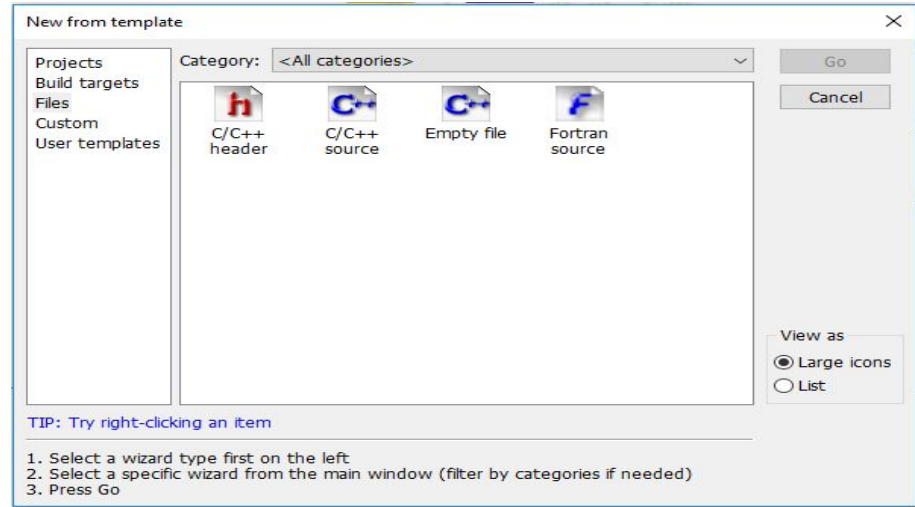 New from template
Projects
Build targets
Files
Custom
User templates
Category: <All categories>
Go
Cancel
h
C/C++
header
C++
C/C++
source
C++
Empty file
F
Fortran
source
View as
Large icons
List
TIP: Try right-clicking an item
1. Select a wizard type first on the left
2. Select a specific wizard from the main window (filter by categories if needed)
3. Press Go